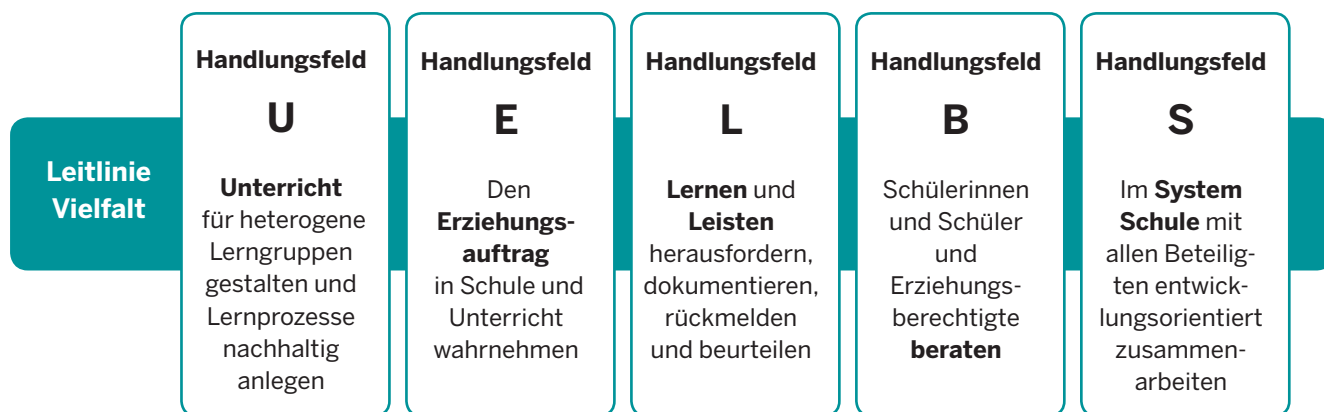 Leitlinie
Vielfalt
Handlungsfeld
U
Unterricht
für heterogene
Lerngruppen
gestalten und
Lernprozesse
nachhaltig
anlegen
Handlungsfeld
E
Den
Erziehungs-
auftrag
in Schule und
Unterricht
wahrnehmen
Handlungsfeld
L
Lernen und
Leisten
herausfordern,
dokumentieren,
rückmelden
und beurteilen
Handlungsfeld
B
Schülerinnen
und Schüler
und
Erziehungs-
berechtigte
beraten
Handlungsfeld
S
Im System
Schule mit
allen Beteilig-
ten entwick-
lungsorientiert
zusammen-
arbeiten